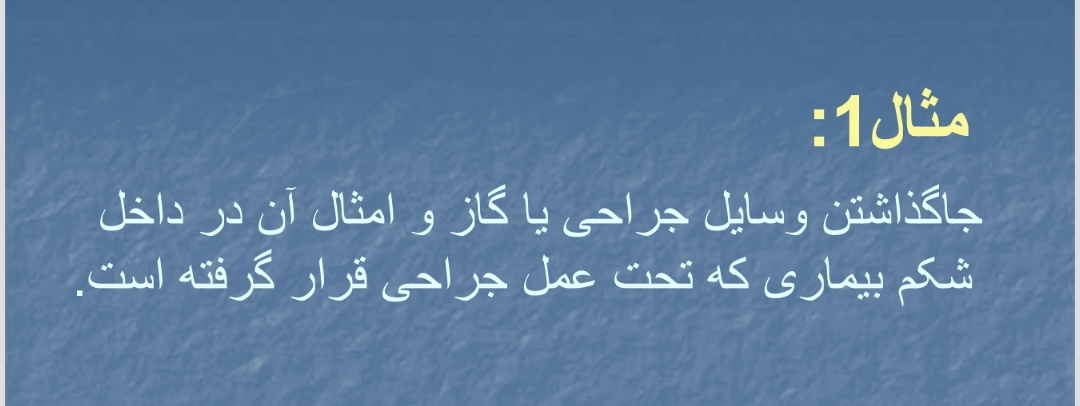 مثال1:
جاگذاشتن وسایل جراحی یا گاز و امثال آن در داخل
شکم بیماری که تحت عمل جراحی قرار گرفته است.